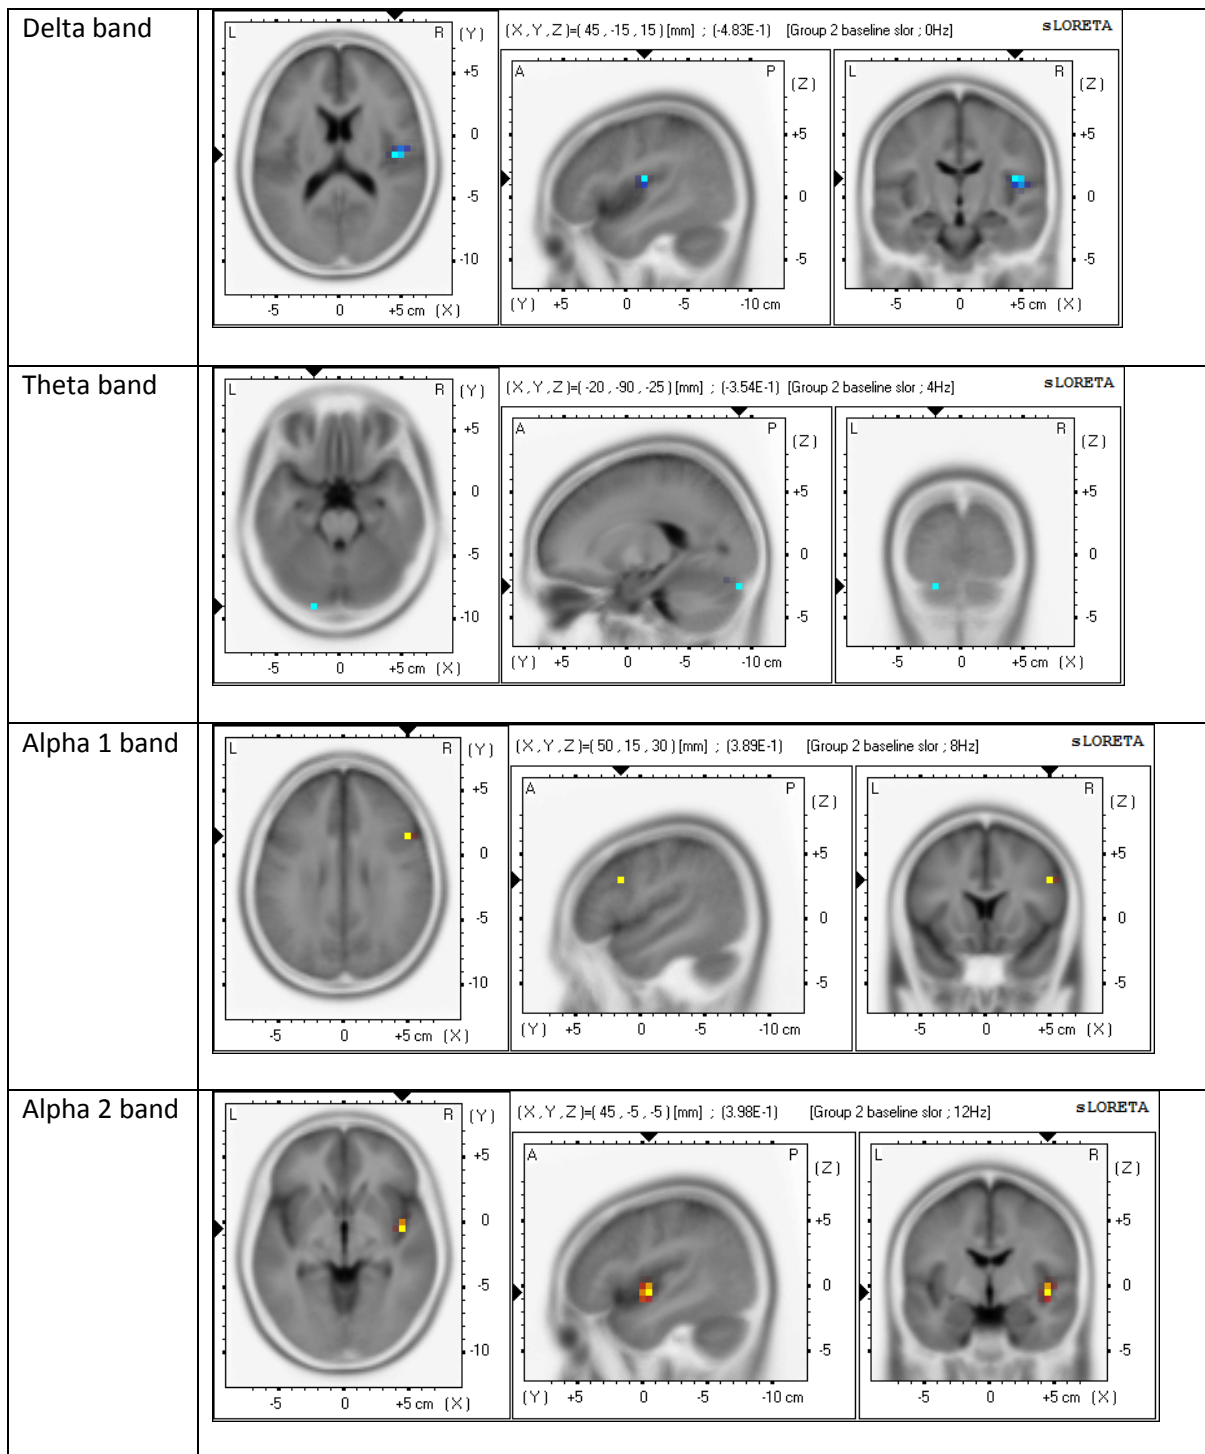 Delta band
L R (Y)
+5
0
-5
-10
-5 0 +5 cm (X)
(X,Y,Z)=(45,-15,15)[mm] ; (-4.83E-1) [Group 2 baseline slor ; 0Hz] sLORETA
A P (Z)
+5
0
-5
(Y) +5 0 -5 -10 cm
L R (Z)
+5
0
-5
-5 0 +5 cm (X)
Theta band
L R (Y)
+5
0
-5
-10
-5 0 +5 cm (X)
(X,Y,Z)=(-20,-90,-25)[mm] ; (-3.54E-1) [Group 2 baseline slor ; 4Hz] sLORETA
A P (Z)
+5
0
-5
(Y) +5 0 -5 -10 cm
L R (Z)
+5
0
-5
-5 0 +5 cm (X)
Alpha 1 band
L R (Y)
+5
0
-5
-10
-5 0 +5 cm (X)
(X,Y,Z)=(50,15,30)[mm] ; (3.89E-1) [Group 2 baseline slor ; 8Hz] sLORETA
A P (Z)
+5
0
-5
(Y) +5 0 -5 -10 cm
L R (Z)
+5
0
-5
-5 0 +5 cm (X)
Alpha 2 band
L R (Y)
+5
0
-5
-10
-5 0 +5 cm (X)
(X,Y,Z)=(45,-5,-5)[mm] ; (3.98E-1) [Group 2 baseline slor ; 12Hz] sLORETA
A P (Z)
+5
0
-5
(Y) +5 0 -5 -10 cm
L R (Z)
+5
0
-5
-5 0 +5 cm (X)